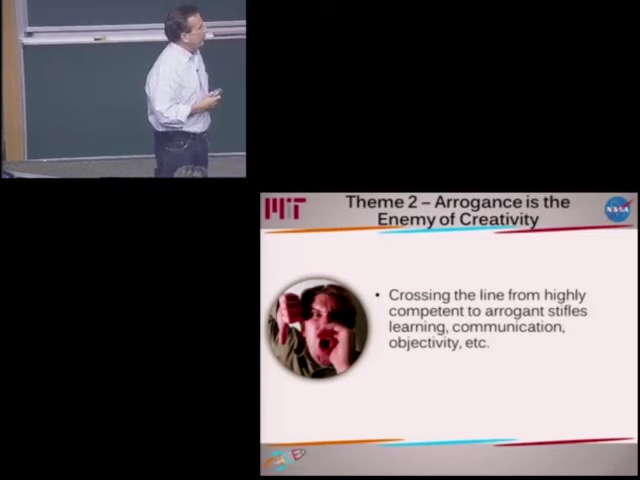 MIT
Theme 2 – Arrogance is the
Enemy of Creativity
NASA
• Crossing the line from highly
competent to arrogant stifles
learning, communication,
objectivity, etc.